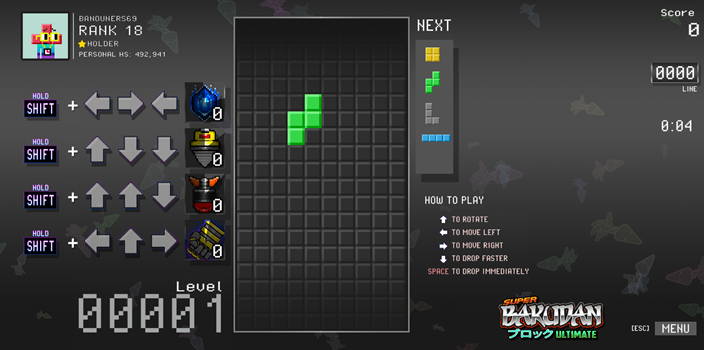 BANOUNERS69
RANK 18
HOLDER
PERSONAL HS: 492,941
HOLD
SHIFT
+
0
HOLD
SHIFT
+
0
HOLD
SHIFT
+
0
HOLD
SHIFT
+
0
Level
00001
NEXT
HOW TO PLAY
TO ROTATE
TO MOVE LEFT
TO MOVE RIGHT
TO DROP FASTER
SPACE TO DROP IMMEDIATELY
Score
0
0000
LINE
0:04
SUPER
BAKUDAN
ブロック ULTIMATE
[ESC] MENU